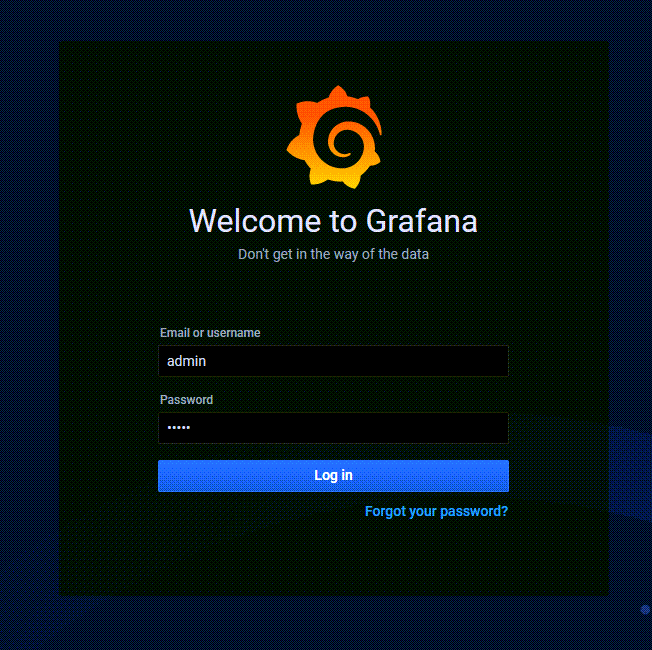 Welcome to Grafana
Don't get in the way of the data
Email or username
admin
Password
•••••
Log in
Forgot your password?